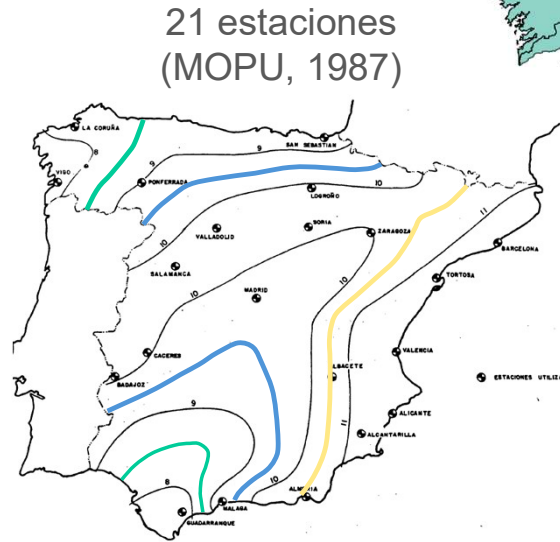 21 estaciones
(MOPU, 1987)
LA CORUÑA
SAN SEBASTIAN
8
9
9
VIGO
PONFERRADA
10
LOGROÑO
11
SORIA
VALLADOLID
ZARAGOZA
10
BARCELONA
SALAMANCA
TORTOSA
10
10
MADRID
CACERES
VALENCIA
ALBACETE
BADAJOZ
ESTACIONES UTILIZ
9
ALICANTE
11
ALCANTARILLA
8
10
ALMERIA
MALAGA
GUADARRANQUE